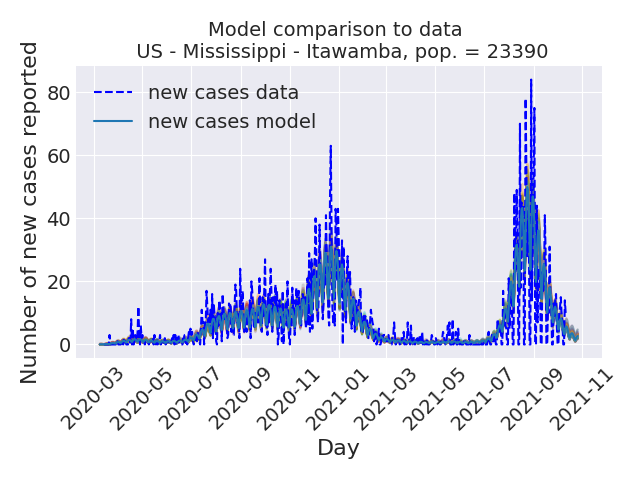 Model comparison to data
US - Mississippi - Itawamba, pop. = 23390
Number of new cases reported
80
60
40
20
0
new cases data
new cases model
2020-03
2020-05
2020-07
2020-09
2020-11
2021-01
2021-03
2021-05
2021-07
2021-09
2021-11
Day